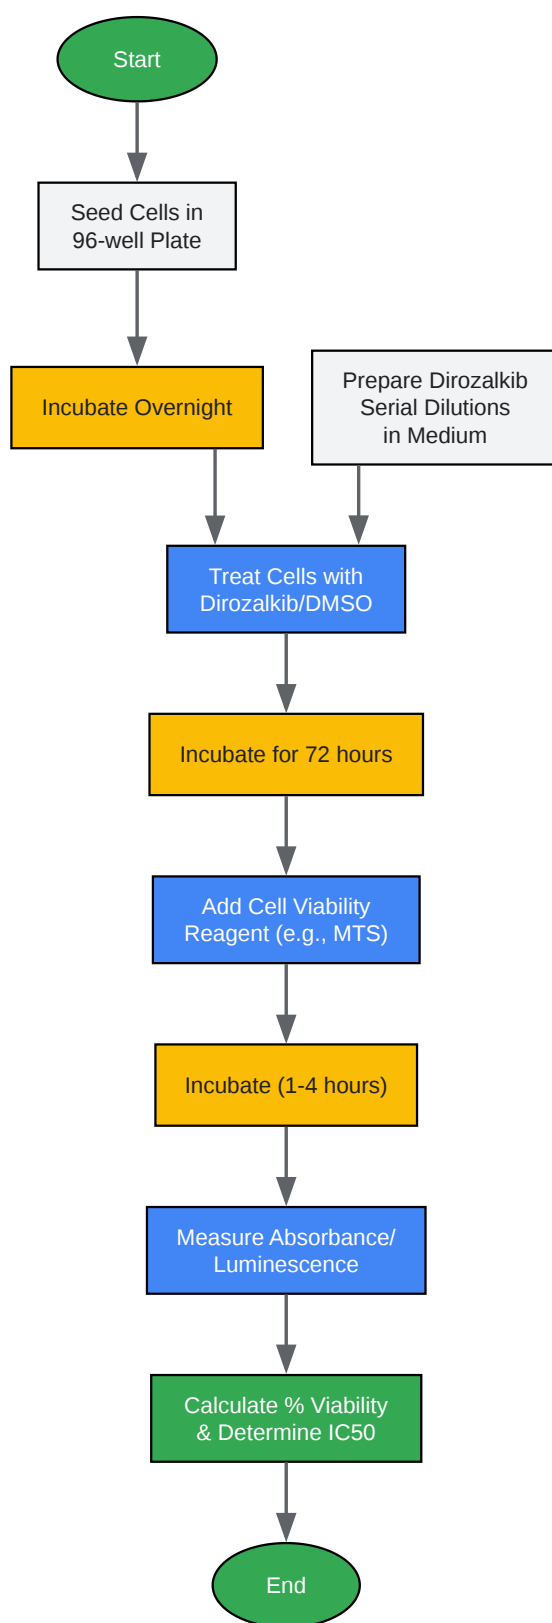 Start
Seed Cells in
96-well Plate
Incubate Overnight
Prepare Dirozalkib
Serial Dilutions
in Medium
Treat Cells with
Dirozalkib/DMSO
Incubate for 72 hours
Add Cell Viability
Reagent (e.g., MTS)
Incubate (1-4 hours)
Measure Absorbance/
Luminescence
Calculate % Viability
& Determine IC50
End